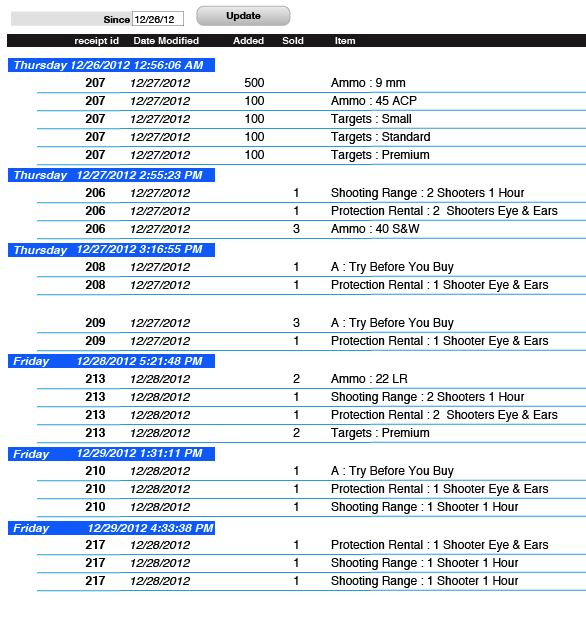 Since 12/26/12 Update
receipt id Date Modified Added Sold Item
Thursday 12/26/2012 12:56:06 AM
207 12/27/2012 500 Ammo : 9 mm
207 12/27/2012 100 Ammo : 45 ACP
207 12/27/2012 100 Targets : Small
207 12/27/2012 100 Targets : Standard
207 12/27/2012 100 Targets : Premium
Thursday 12/27/2012 2:55:23 PM
206 12/27/2012 1 Shooting Range : 2 Shooters 1 Hour
206 12/27/2012 1 Protection Rental : 2 Shooters Eye & Ears
206 12/27/2012 3 Ammo : 40 S&W
Thursday 12/27/2012 3:16:55 PM
208 12/27/2012 1 A : Try Before You Buy
208 12/27/2012 1 Protection Rental : 1 Shooter Eye & Ears
209 12/27/2012 3 A : Try Before You Buy
209 12/27/2012 1 Protection Rental : 1 Shooter Eye & Ears
Friday 12/28/2012 5:21:48 PM
213 12/28/2012 2 Ammo : 22 LR
213 12/28/2012 1 Shooting Range : 2 Shooters 1 Hour
213 12/28/2012 1 Protection Rental : 2 Shooters Eye & Ears
213 12/28/2012 2 Targets : Premium
Friday 12/29/2012 1:31:11 PM
210 12/28/2012 1 A : Try Before You Buy
210 12/28/2012 1 Protection Rental : 1 Shooter Eye & Ears
210 12/28/2012 1 Shooting Range : 1 Shooter 1 Hour
Friday 12/29/2012 4:33:38 PM
217 12/28/2012 1 Protection Rental : 1 Shooter Eye & Ears
217 12/28/2012 1 Shooting Range : 1 Shooter 1 Hour
217 12/28/2012 1 Shooting Range : 1 Shooter 1 Hour